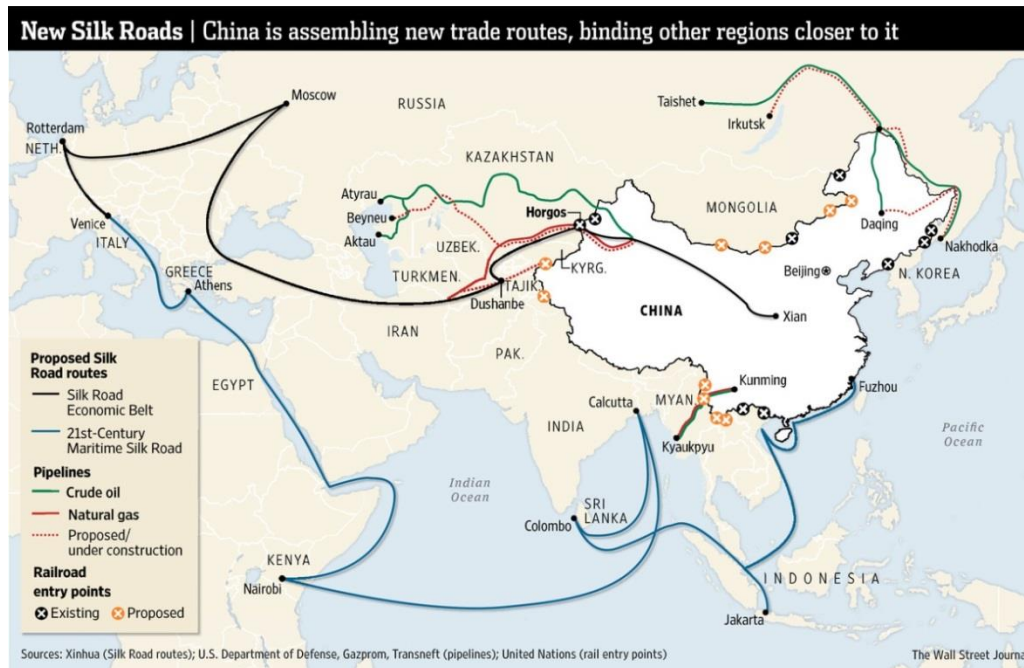 New Silk Roads | China is assembling new trade routes, binding other regions closer to it
Moscow
RUSSIA
Taishet
Irkutsk
Rotterdam
NETH.
KAZAKHSTAN
Atyrau
Beyneu
Aktau
Horgos
MONGOLIA
Daqing
Nakhodka
Venice
ITALY
UZBEK.
TURKMEN.
KYRG.
TAJIK.
Dushanbe
Beijing
N. KOREA
GREECE
Athens
CHINA
Xian
IRAN
PAK.
EGYPT
Calcutta
MYAN.
Kunming
Fuzhou
INDIA
Kyaukpyu
Pacific
Ocean
Indian
Ocean
SRI
LANKA
Colombo
KENYA
Nairobi
INDONESIA
Jakarta
Proposed Silk
Road routes
Silk Road
Economic Belt
21st-Century
Maritime Silk Road
Pipelines
Crude oil
Natural gas
Proposed/
under construction
Railroad
entry points
Existing
Proposed
Sources: Xinhua (Silk Road routes); U.S. Department of Defense, Gazprom, Transneft (pipelines); United Nations (rail entry points)
The Wall Street Journa